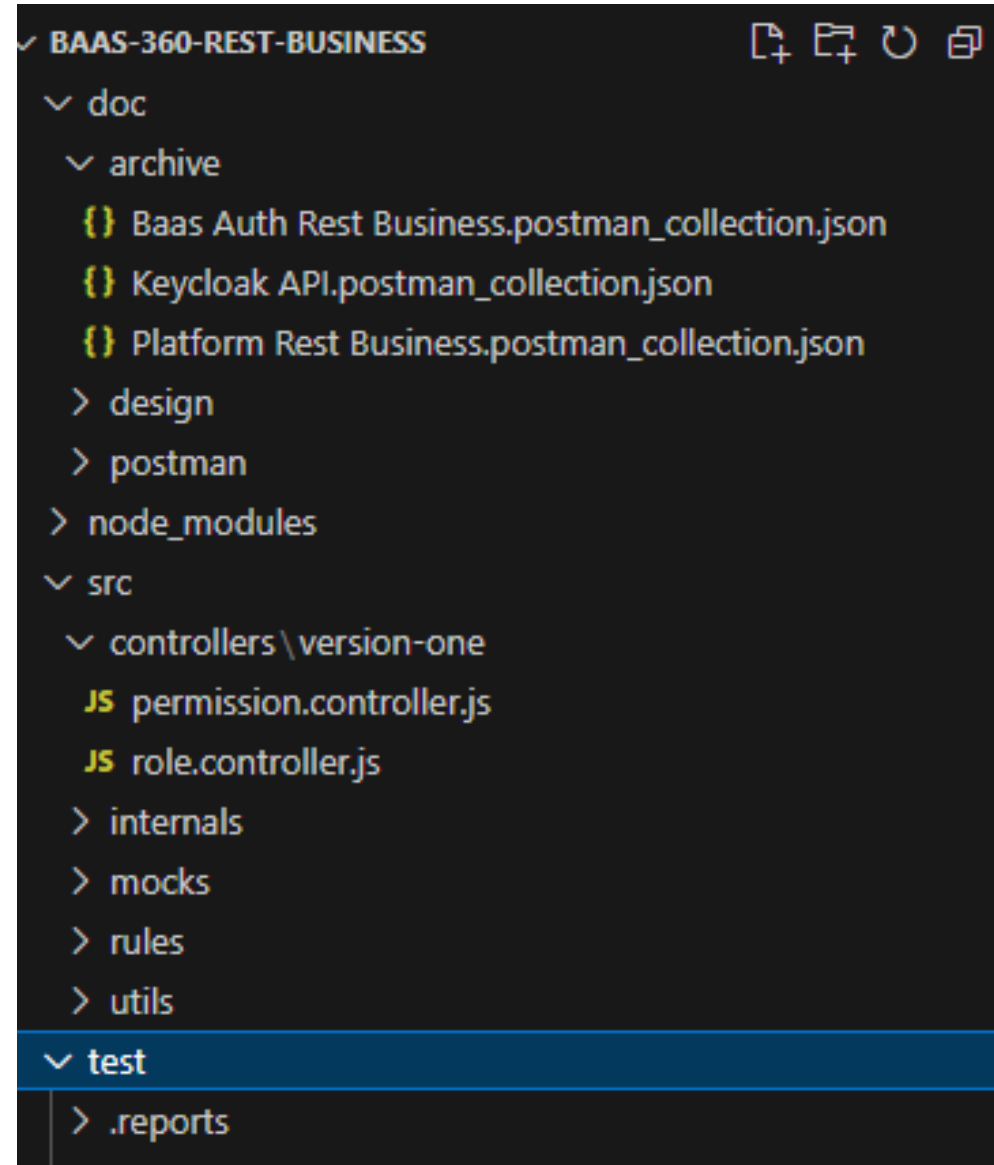 BAAS-360-REST-BUSINESS
doc
archive
{} Baas Auth Rest Business.postman_collection.json
{} Keycloak API.postman_collection.json
{} Platform Rest Business.postman_collection.json
design
postman
node_modules
src
controllers\version-one
JS permission.controller.js
JS role.controller.js
internals
mocks
rules
utils
test
.reports